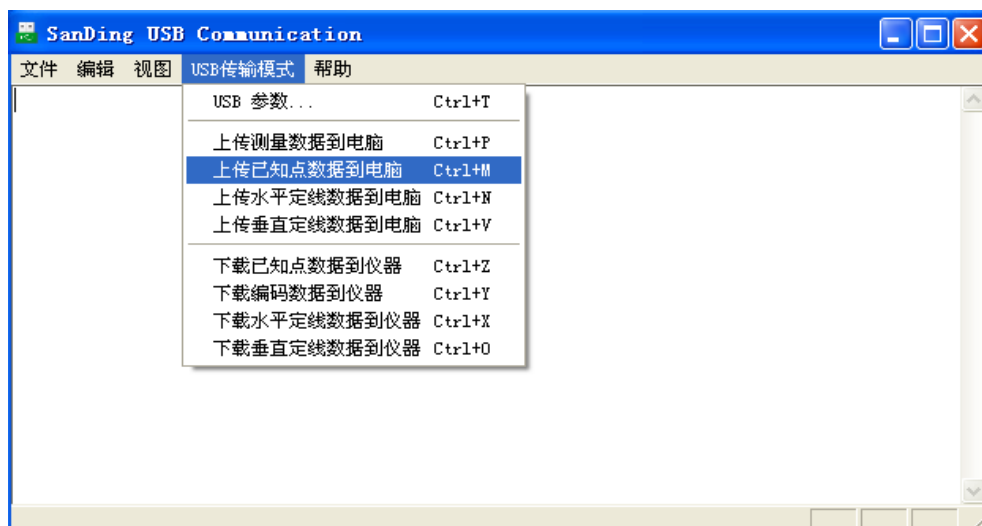 SanDing USB Communication
文件 编辑 视图 USB传输模式 帮助
USB 参数... Ctrl+T
上传测量数据到电脑 Ctrl+P
上传已知点数据到电脑 Ctrl+M
上传水平定线数据到电脑 Ctrl+N
上传垂直定线数据到电脑 Ctrl+V
下载已知点数据到仪器 Ctrl+Z
下载编码数据到仪器 Ctrl+Y
下载水平定线数据到仪器 Ctrl+X
下载垂直定线数据到仪器 Ctrl+O